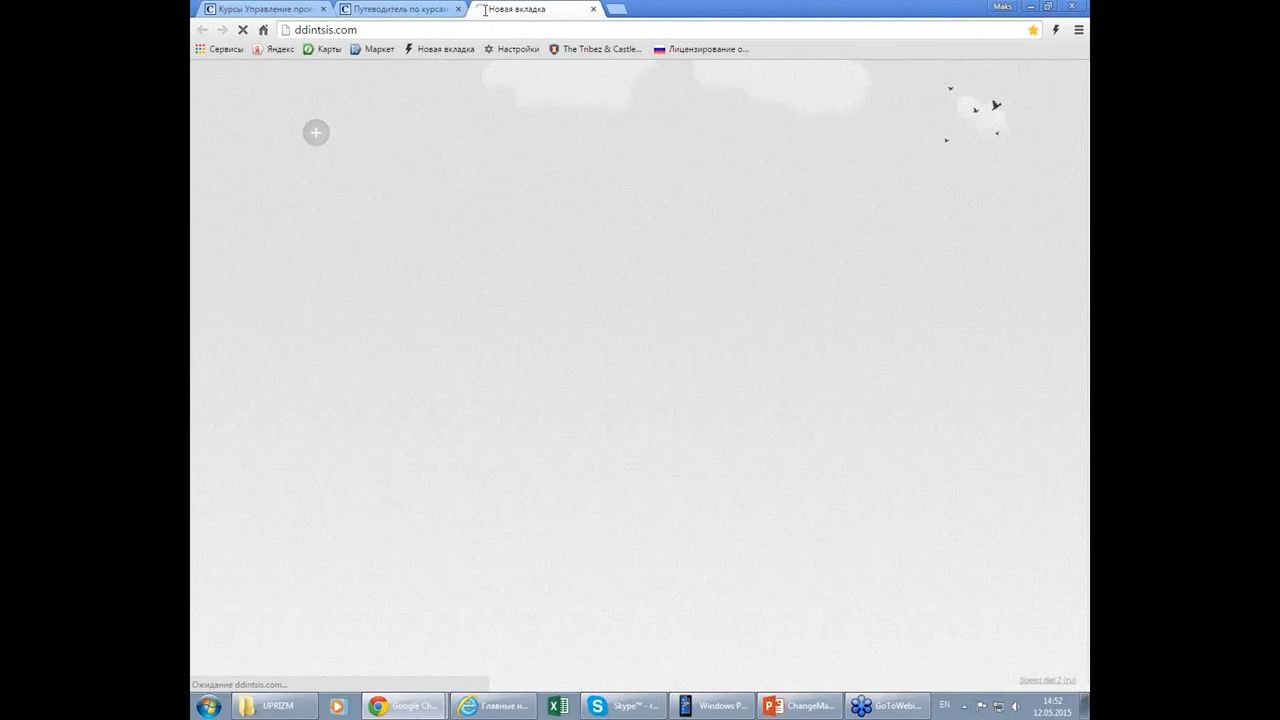 Курсы Управление прое
Путеводитель по курсам
Новая вкладка
Maks
ddintsis.com
Сервисы
Яндекс
Карты
Маркет
Новая вкладка
Настройки
The Tribez & Castle...
Лицензирование о...
Ожидание ddintsis.com...
Speed dial 2 (ru)
UPRIZM
Google Ch...
Главные н...
Skype™ - r...
Windows P...
ChangeMa...
GoToWebi...
EN
14:52
12.05.2015